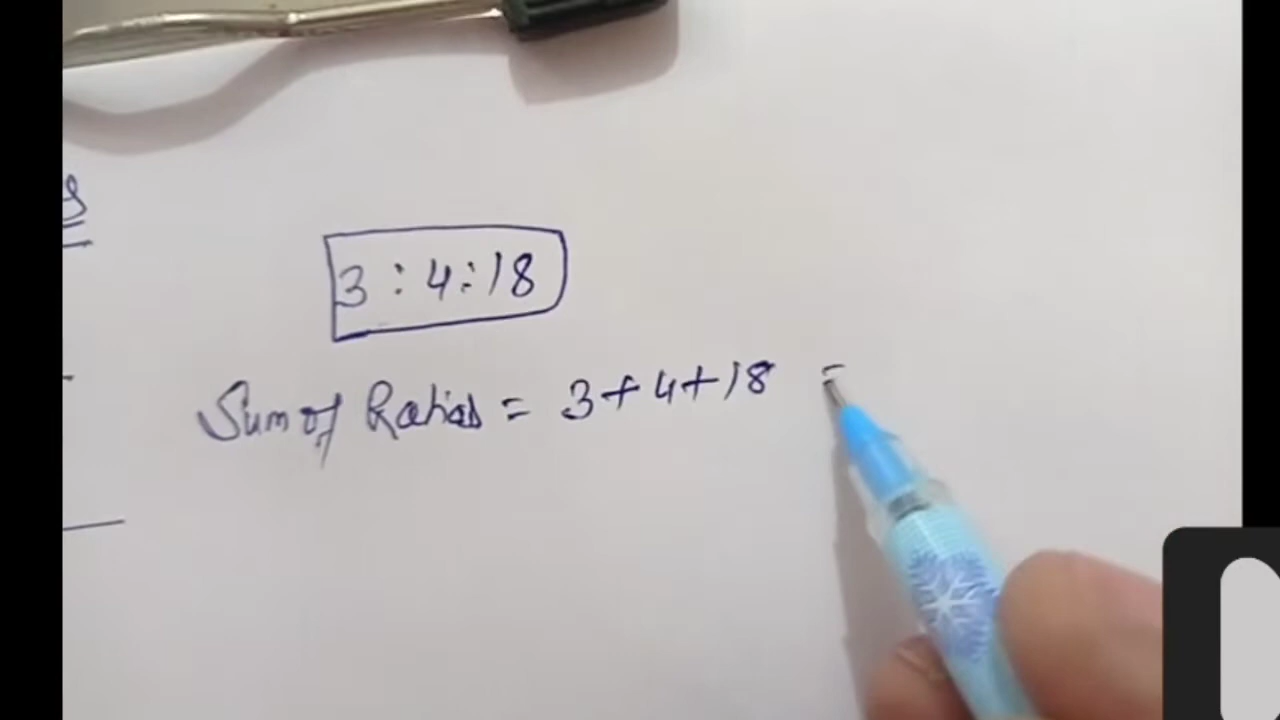 3 : 4 : 18
Sum of Ratios = 3 + 4 + 18 =